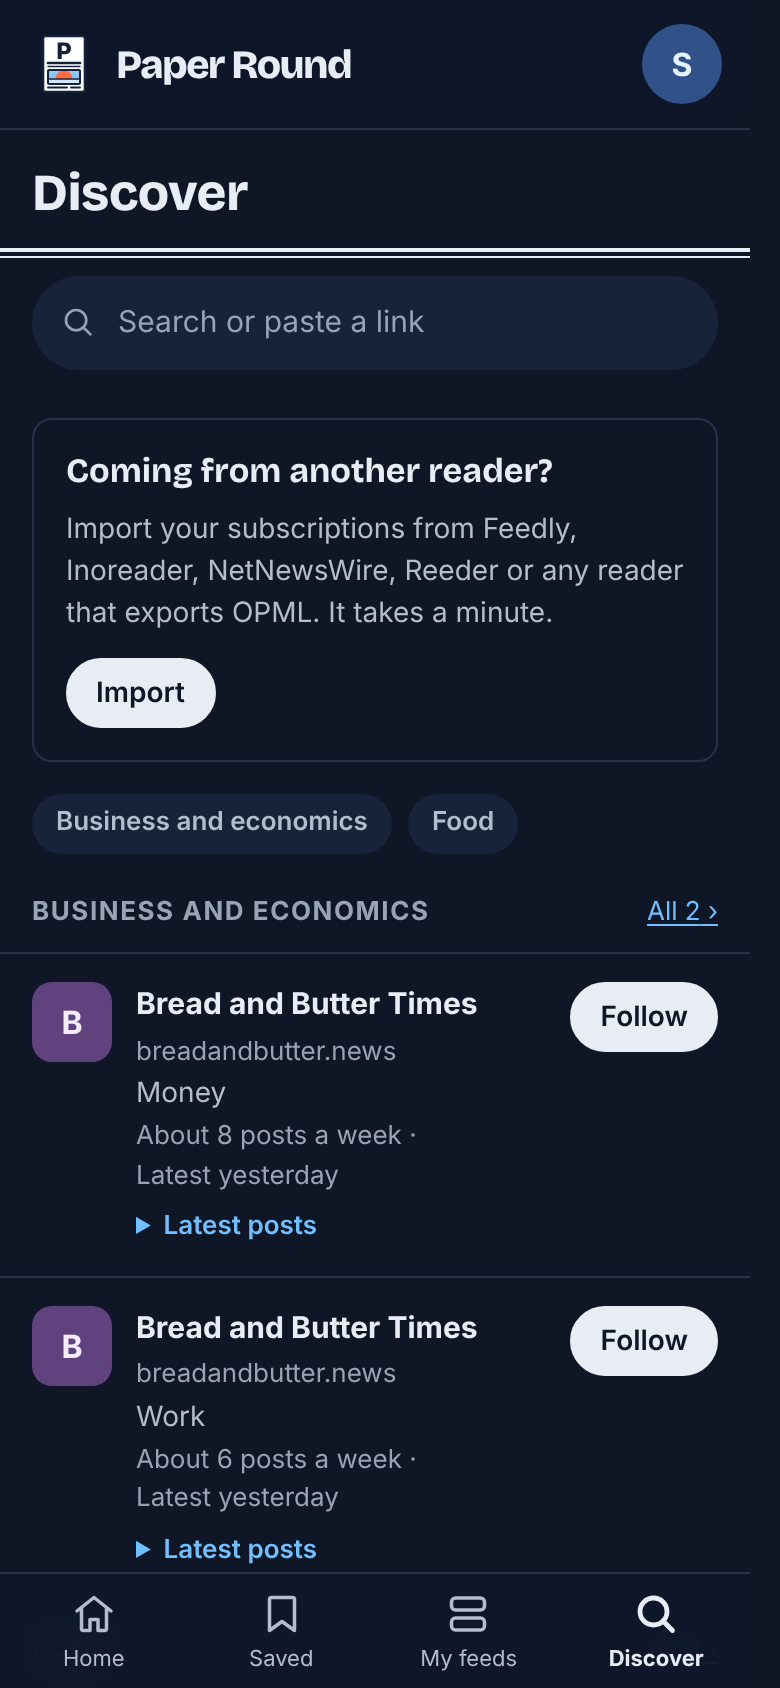 P
Paper Round
S
Discover
Search or paste a link
Coming from another reader?
Import your subscriptions from Feedly,
Inoreader, NetNewsWire, Reeder or any reader
that exports OPML. It takes a minute.
Import
Business and economics
Food
BUSINESS AND ECONOMICS
All 2 ›
B
Bread and Butter Times
Follow
breadandbutter.news
Money
About 8 posts a week ·
Latest yesterday
▶ Latest posts
B
Bread and Butter Times
Follow
breadandbutter.news
Work
About 6 posts a week ·
Latest yesterday
▶ Latest posts
Home
Saved
My feeds
Discover